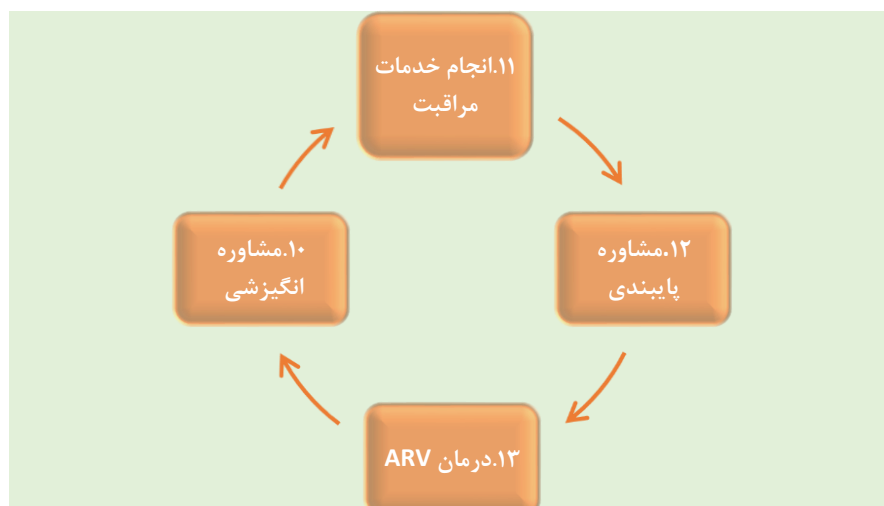 ۱۱.انجام خدمات
مراقبت
۱۰.مشاوره
انگیزشی
۱۲.مشاوره
پایبندی
۱۳.درمان ARV